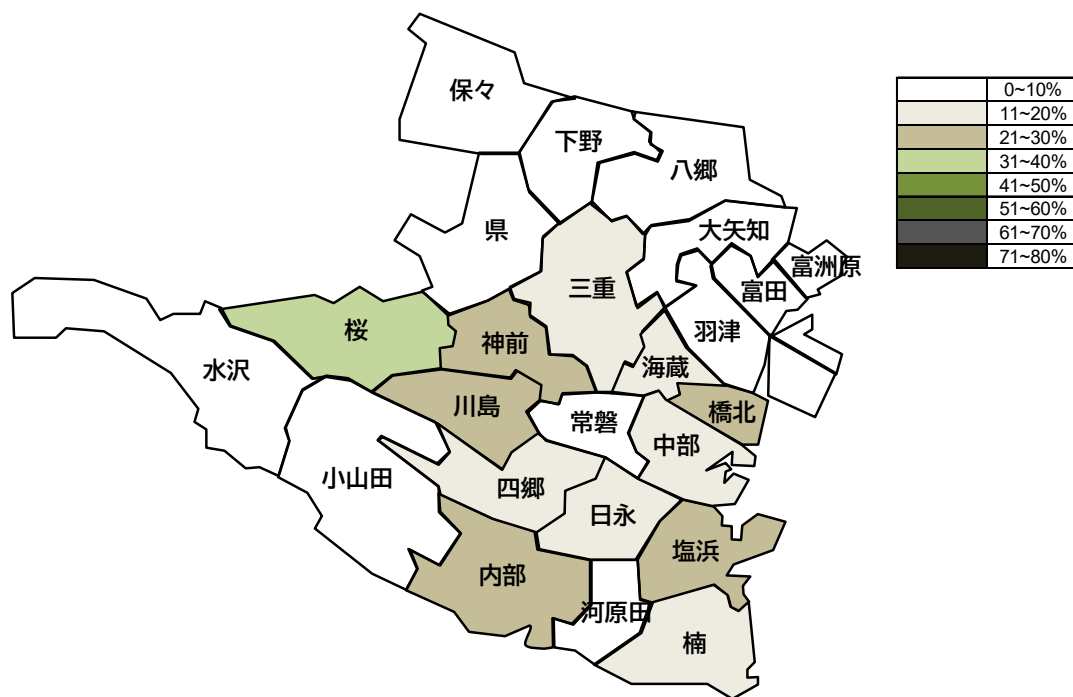 保々
下野
八郷
県
大矢知
富洲原
富田
三重
羽津
桜
神前
水沢
海蔵
川島
橋北
常磐
中部
小山田
四郷
日永
塩浜
内部
河原田
楠
0~10%
11~20%
21~30%
31~40%
41~50%
51~60%
61~70%
71~80%